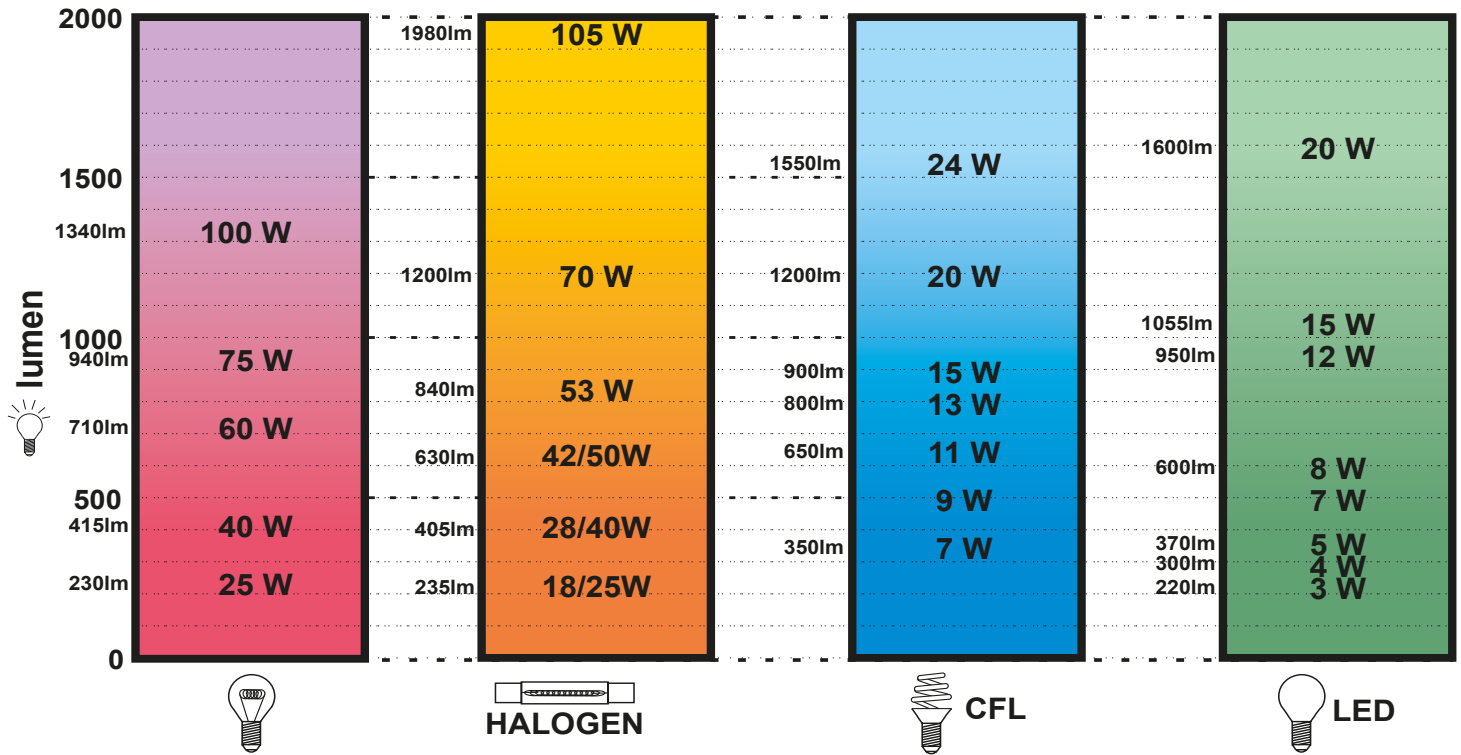 lumen
2000
1500
1000
500
0
1340lm
940lm
710lm
415lm
230lm
100 W
75 W
60 W
40 W
25 W
1980lm
1200lm
840lm
630lm
405lm
235lm
105 W
70 W
53 W
42/50W
28/40W
18/25W
HALOGEN
1550lm
1200lm
900lm
800lm
650lm
350lm
24 W
20 W
15 W
13 W
11 W
9 W
7 W
CFL
1600lm
1055lm
950lm
600lm
370lm
300lm
220lm
20 W
15 W
12 W
8 W
7 W
5 W
4 W
3 W
LED